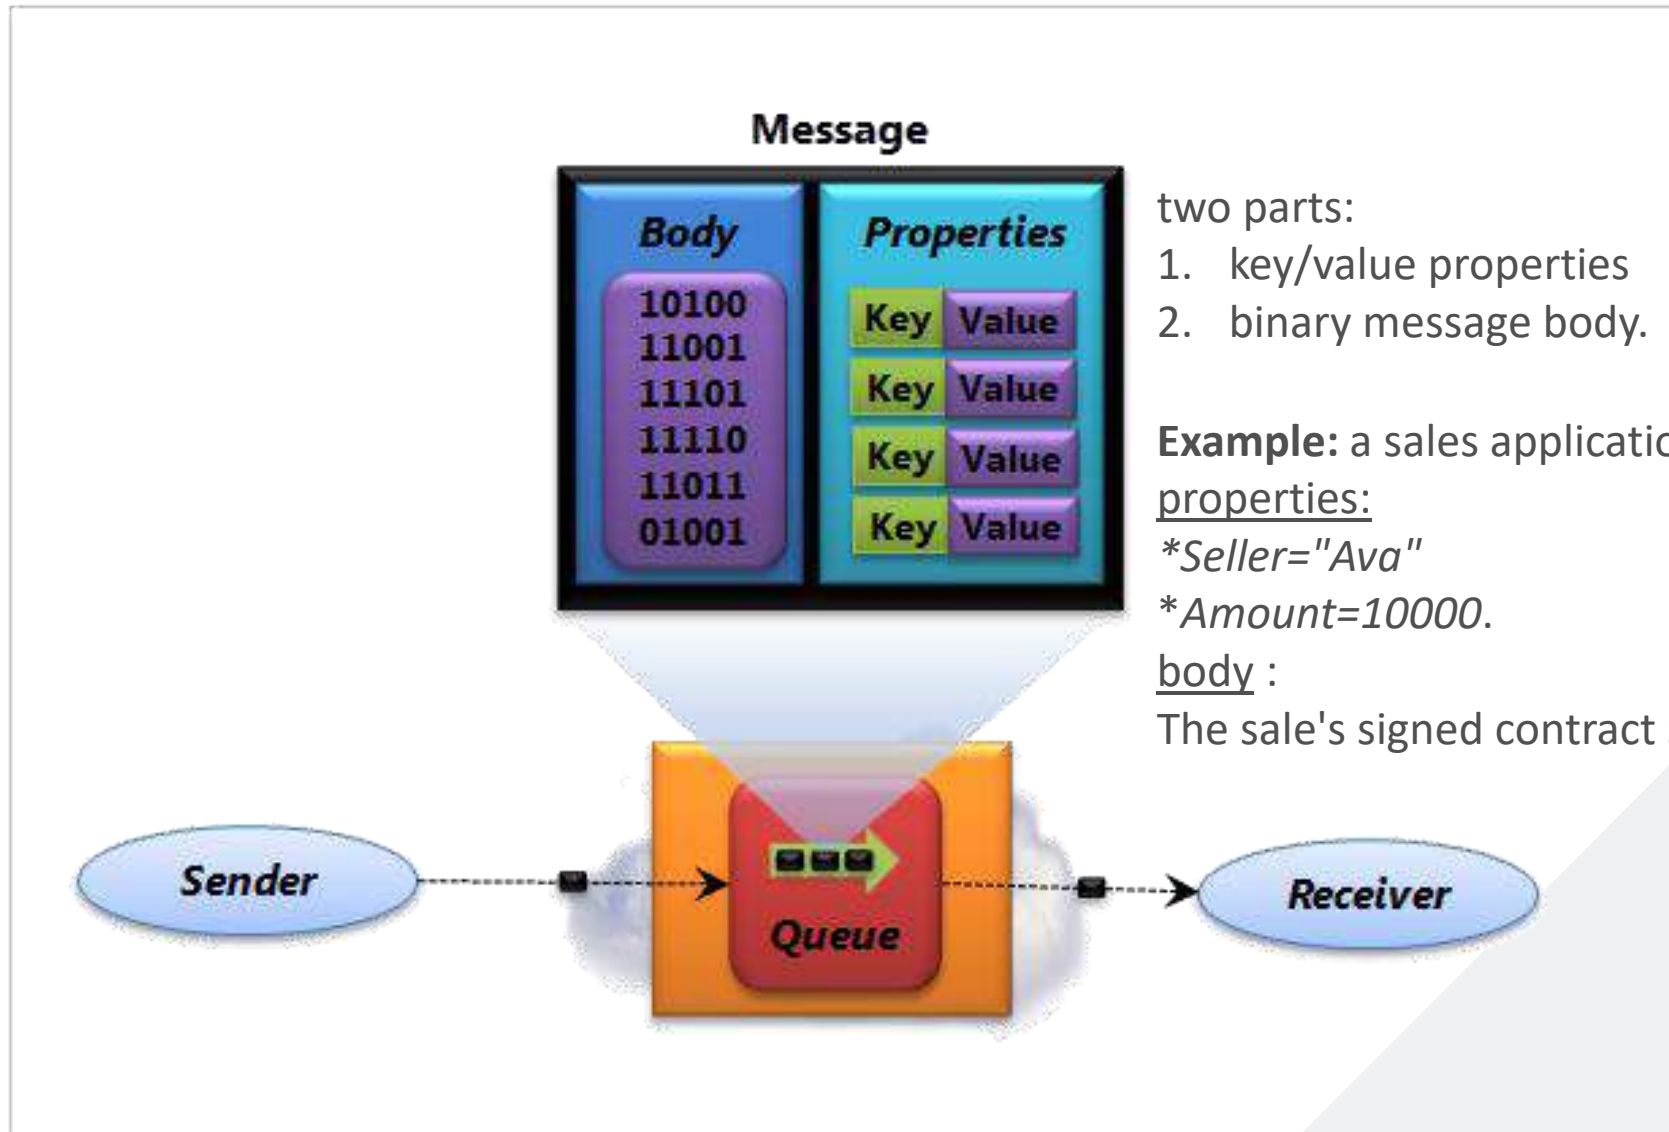 Message
Body
Properties
10100
11001
11101
11110
11011
01001
Key Value
Key Value
Key Value
Key Value
two parts:
1. key/value properties
2. binary message body.
Example: a sales
properties:
*Seller="Ava"
*Amount=10000.
body :
The sale's signed contract
Sender
Queue
Receiver